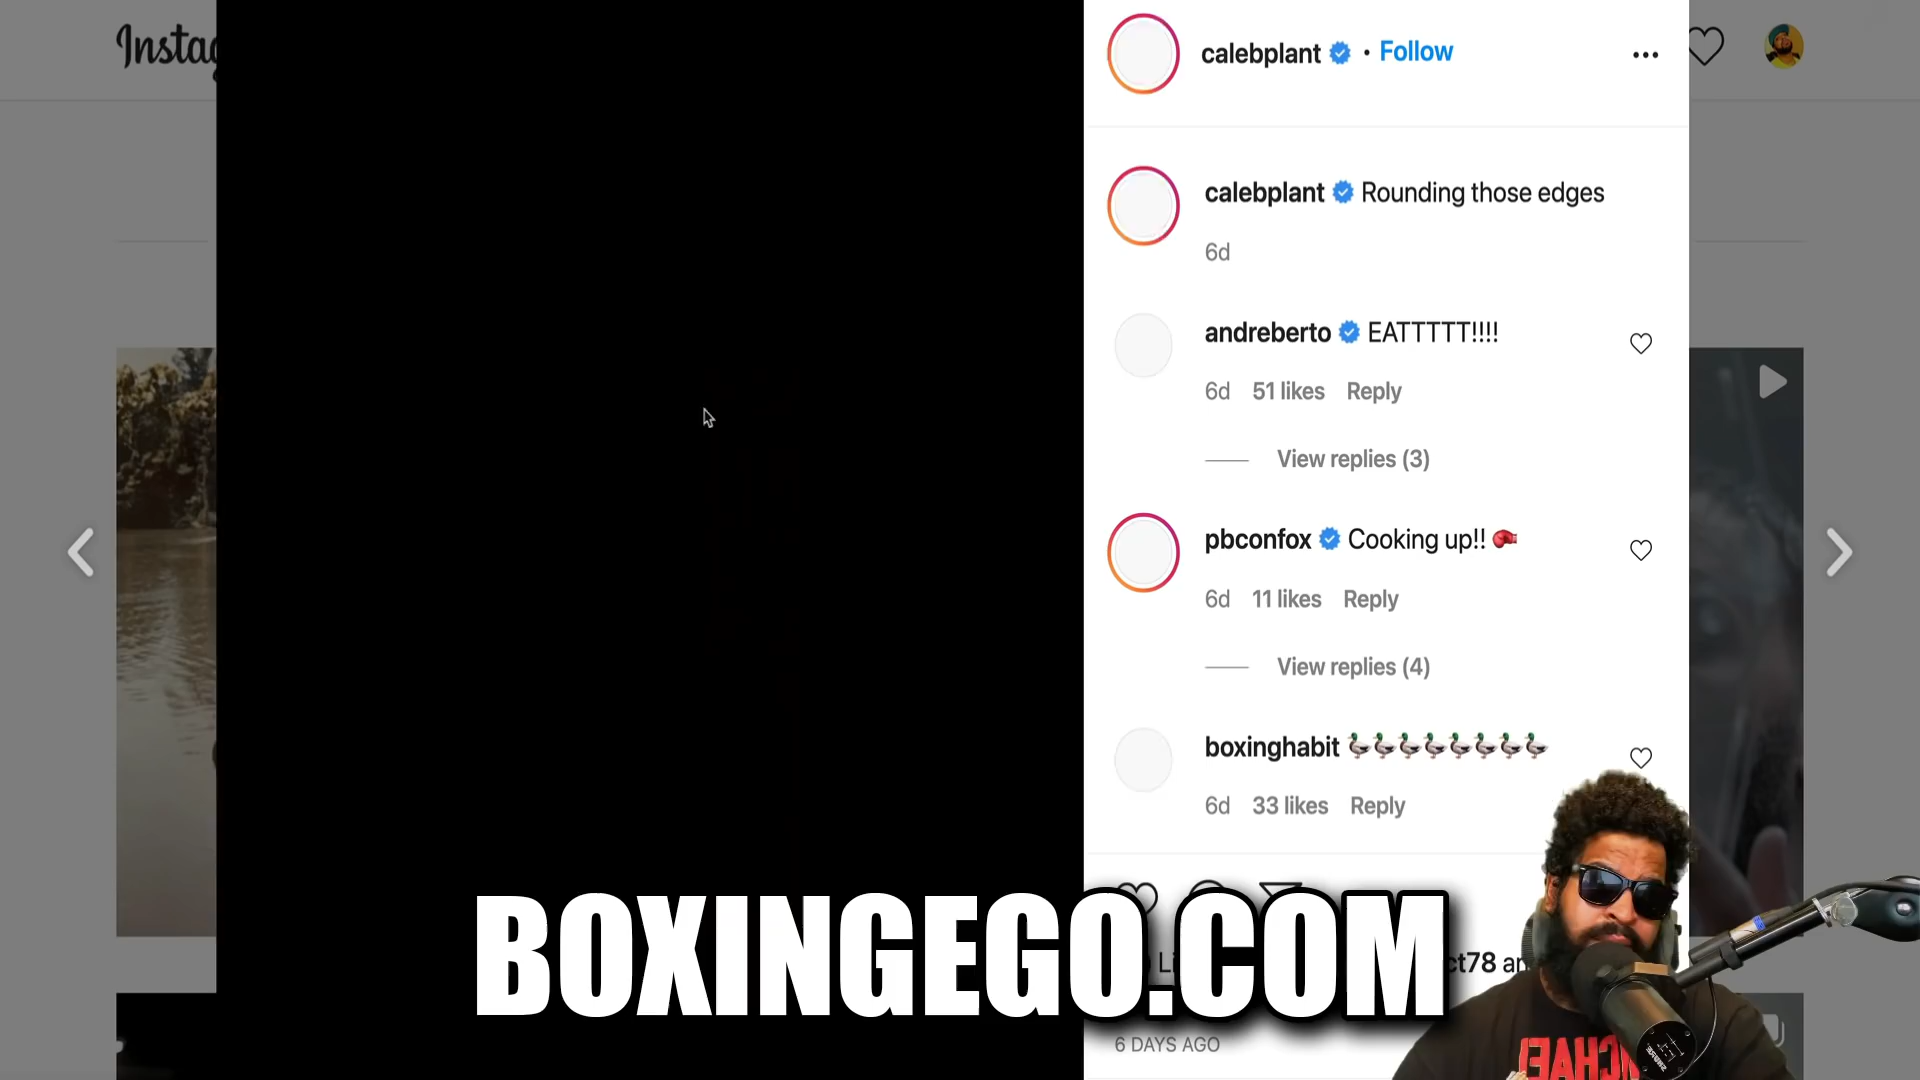 Instag
calebplant • Follow
calebplant Rounding those edges
6d
andreberto EATTTTT!!!!
6d 51 likes Reply
View replies (3)
pbconfox Cooking up!!
6d 11 likes Reply
View replies (4)
boxinghabit
6d 33 likes Reply
BOXINGEGO.COM
6 DAYS AGO